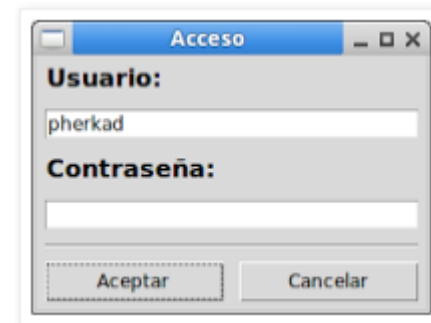 Acceso
Usuario:
pherkad
Contraseña:
Aceptar Cancelar